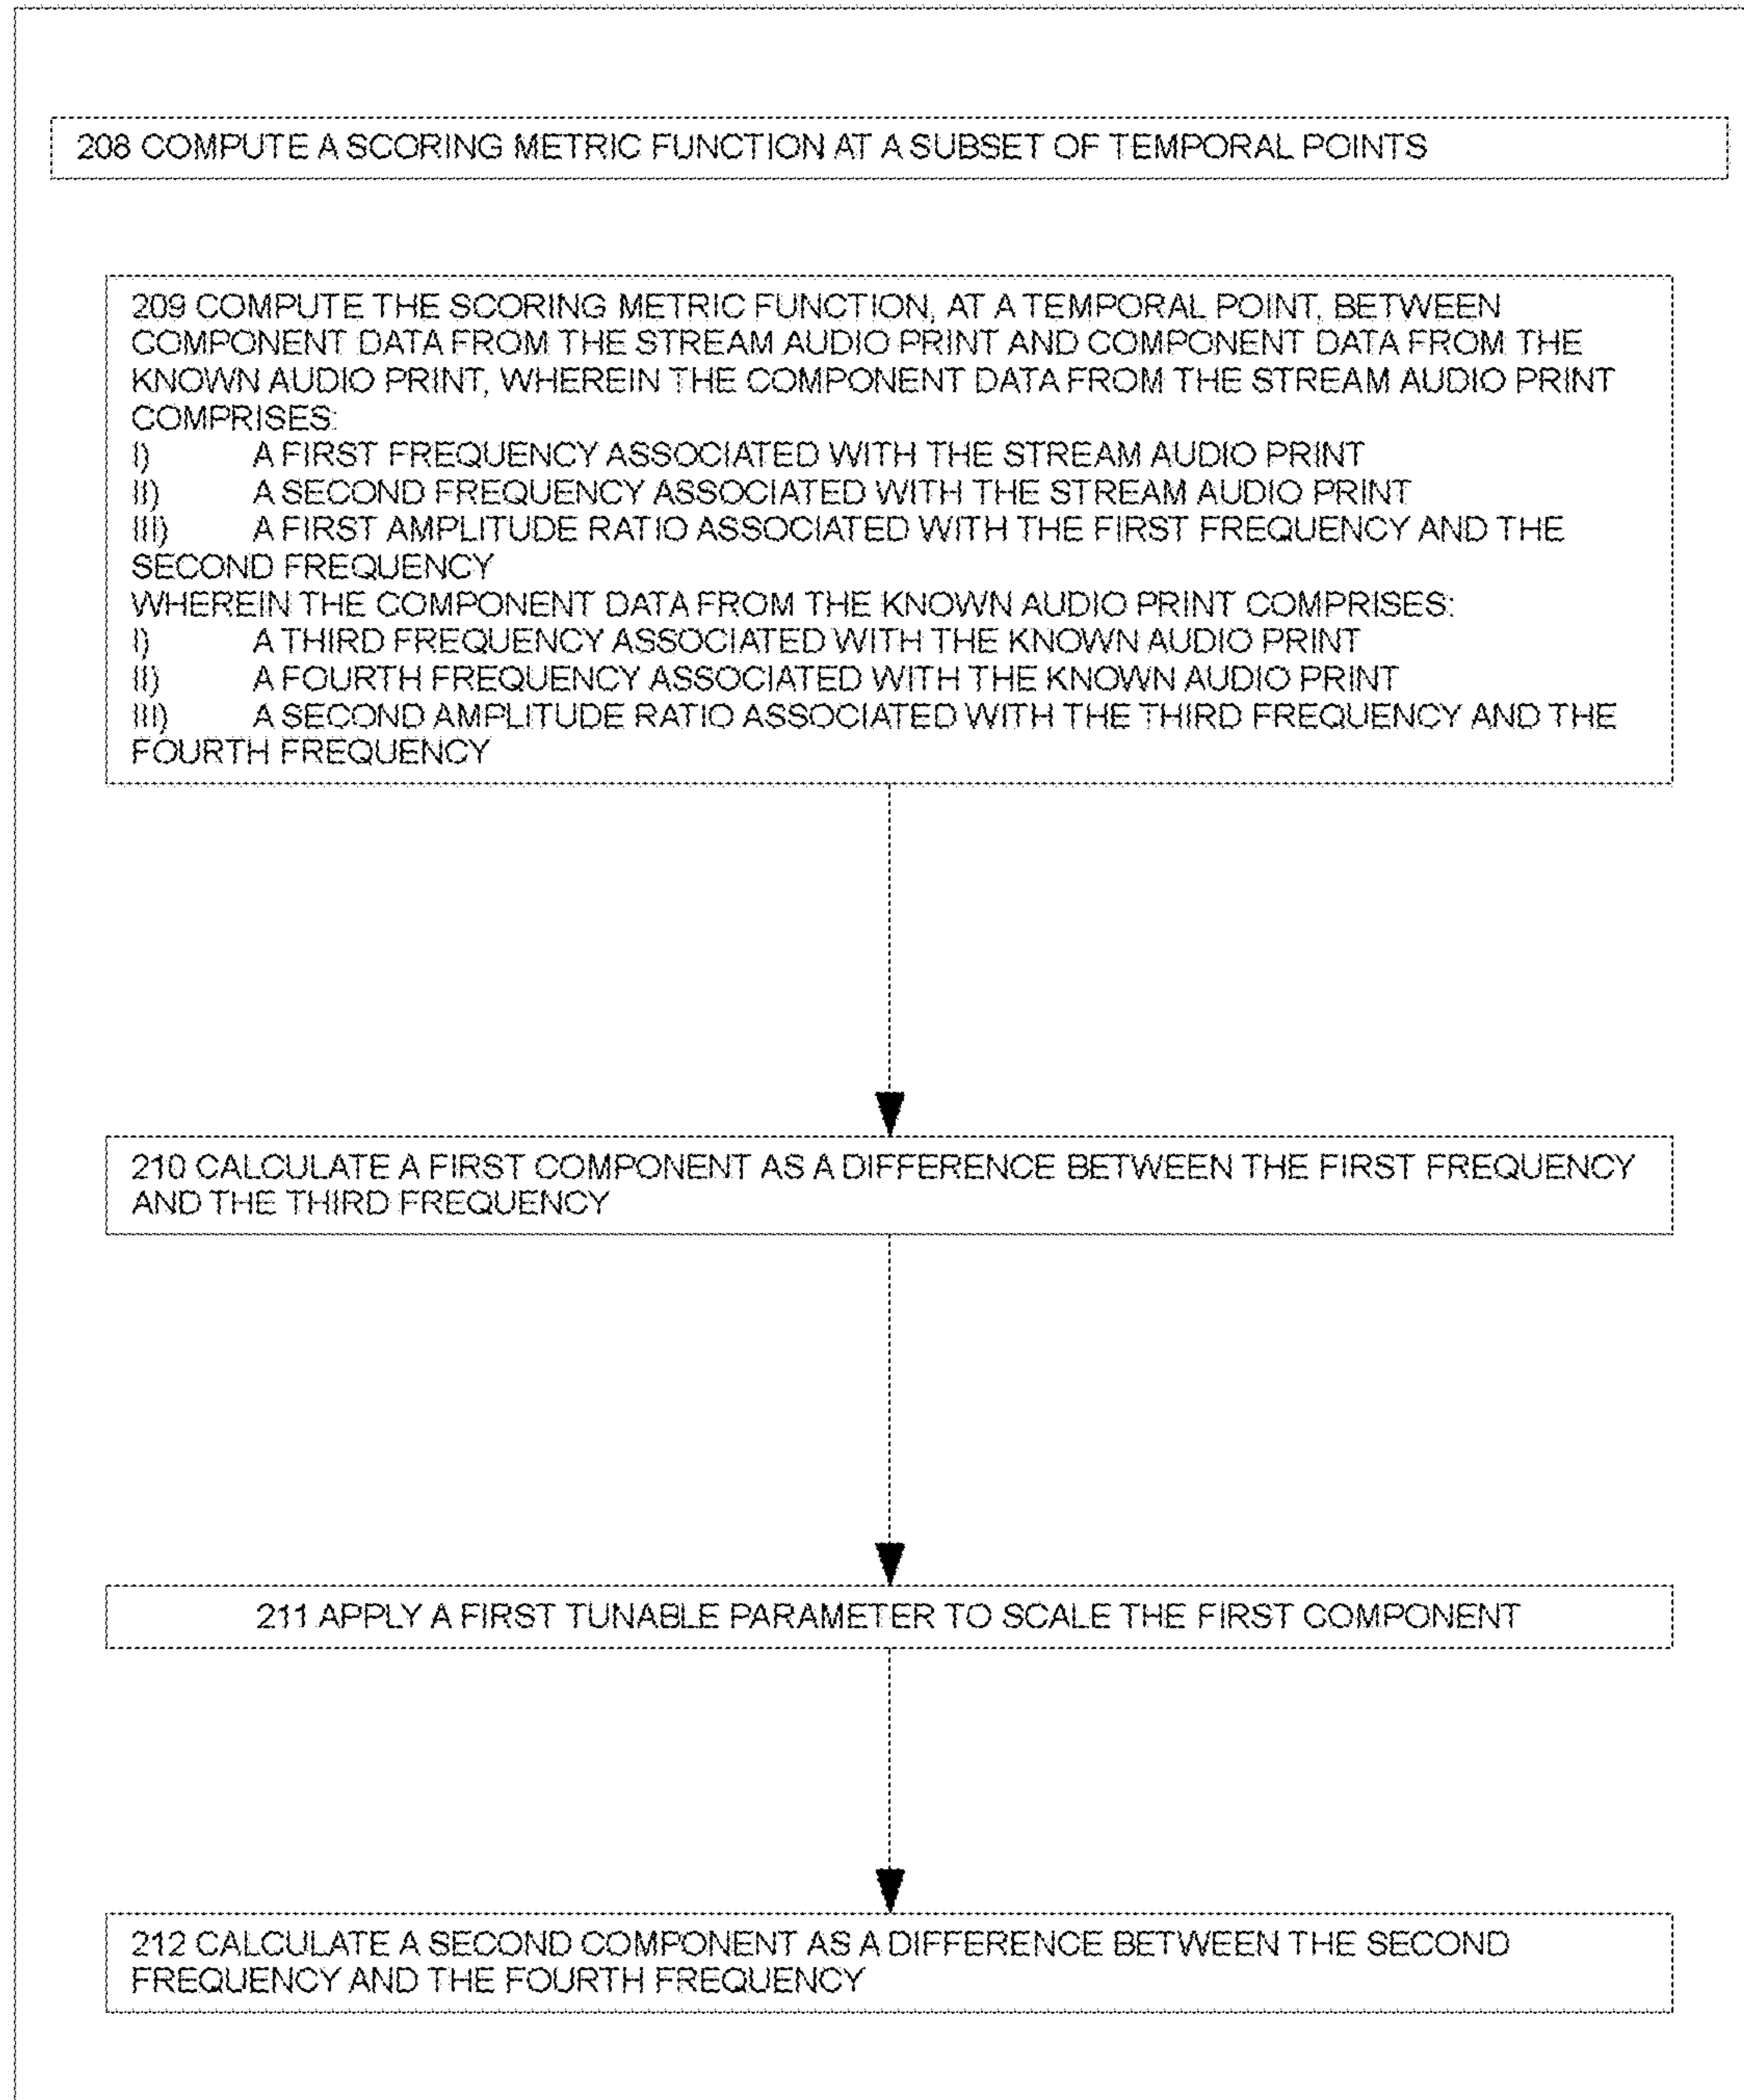 208 COMPUTE A SCORING METRIC FUNCTION AT A SUBSET OF TEMPORAL POINTS
209 COMPUTE THE SCORING METRIC FUNCTION, AT A TEMPORAL POINT, BETWEEN
COMPONENT DATA FROM THE STREAM AUDIO PRINT AND COMPONENT DATA FROM THE
KNOWN AUDIO PRINT, WHEREIN THE COMPONENT DATA FROM THE STREAM AUDIO PRINT
COMPRISES:
I) A FIRST FREQUENCY ASSOCIATED WITH THE STREAM AUDIO PRINT
II) A SECOND FREQUENCY ASSOCIATED WITH THE STREAM AUDIO PRINT
III) A FIRST AMPLITUDE RATIO ASSOCIATED WITH THE FIRST FREQUENCY AND THE
SECOND FREQUENCY
WHEREIN THE COMPONENT DATA FROM THE KNOWN AUDIO PRINT COMPRISES:
I) A THIRD FREQUENCY ASSOCIATED WITH THE KNOWN AUDIO PRINT
II) A FOURTH FREQUENCY ASSOCIATED WITH THE KNOWN AUDIO PRINT
III) A SECOND AMPLITUDE RATIO ASSOCIATED WITH THE THIRD FREQUENCY AND THE
FOURTH FREQUENCY
210 CALCULATE A FIRST COMPONENT AS A DIFFERENCE BETWEEN THE FIRST FREQUENCY
AND THE THIRD FREQUENCY
211 APPLY A FIRST TUNABLE PARAMETER TO SCALE THE FIRST COMPONENT
212 CALCULATE A SECOND COMPONENT AS A DIFFERENCE BETWEEN THE SECOND
FREQUENCY AND THE FOURTH FREQUENCY